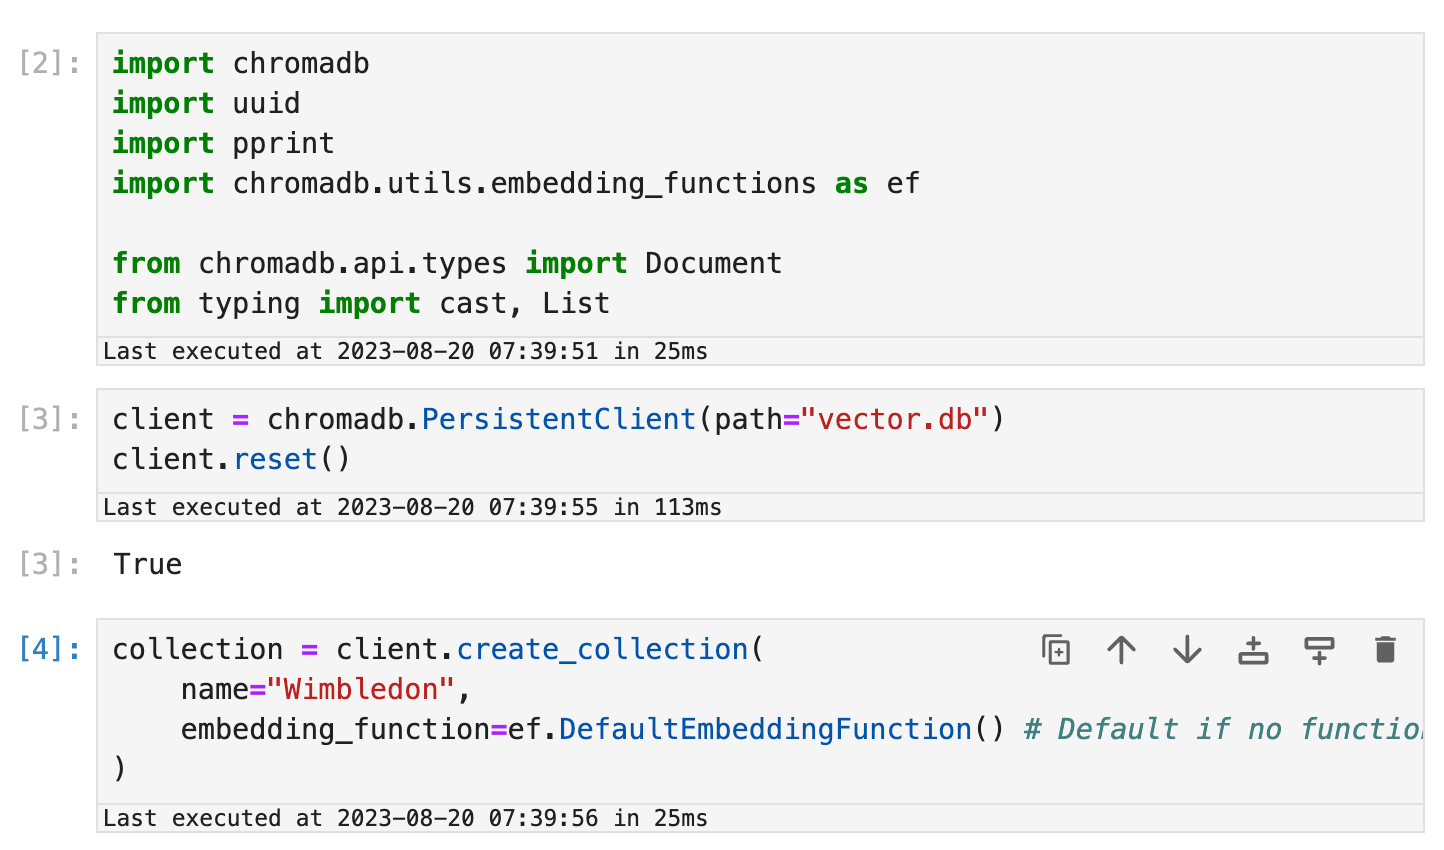 [2]:
import chromadb
import uuid
import pprint
import chromadb.utils.embedding_functions as ef
from chromadb.api.types import Document
from typing import cast, List
Last executed at 2023-08-20 07:39:51 in 25ms
[3]:
client = chromadb.PersistentClient(path="vector.db")
client.reset()
Last executed at 2023-08-20 07:39:55 in 113ms
[3]: True
[4]:
collection = client.create_collection(
    name="Wimbledon",
    embedding_function=ef.DefaultEmbeddingFunction() # Default if no
)
Last executed at 2023-08-20 07:39:56 in 25ms